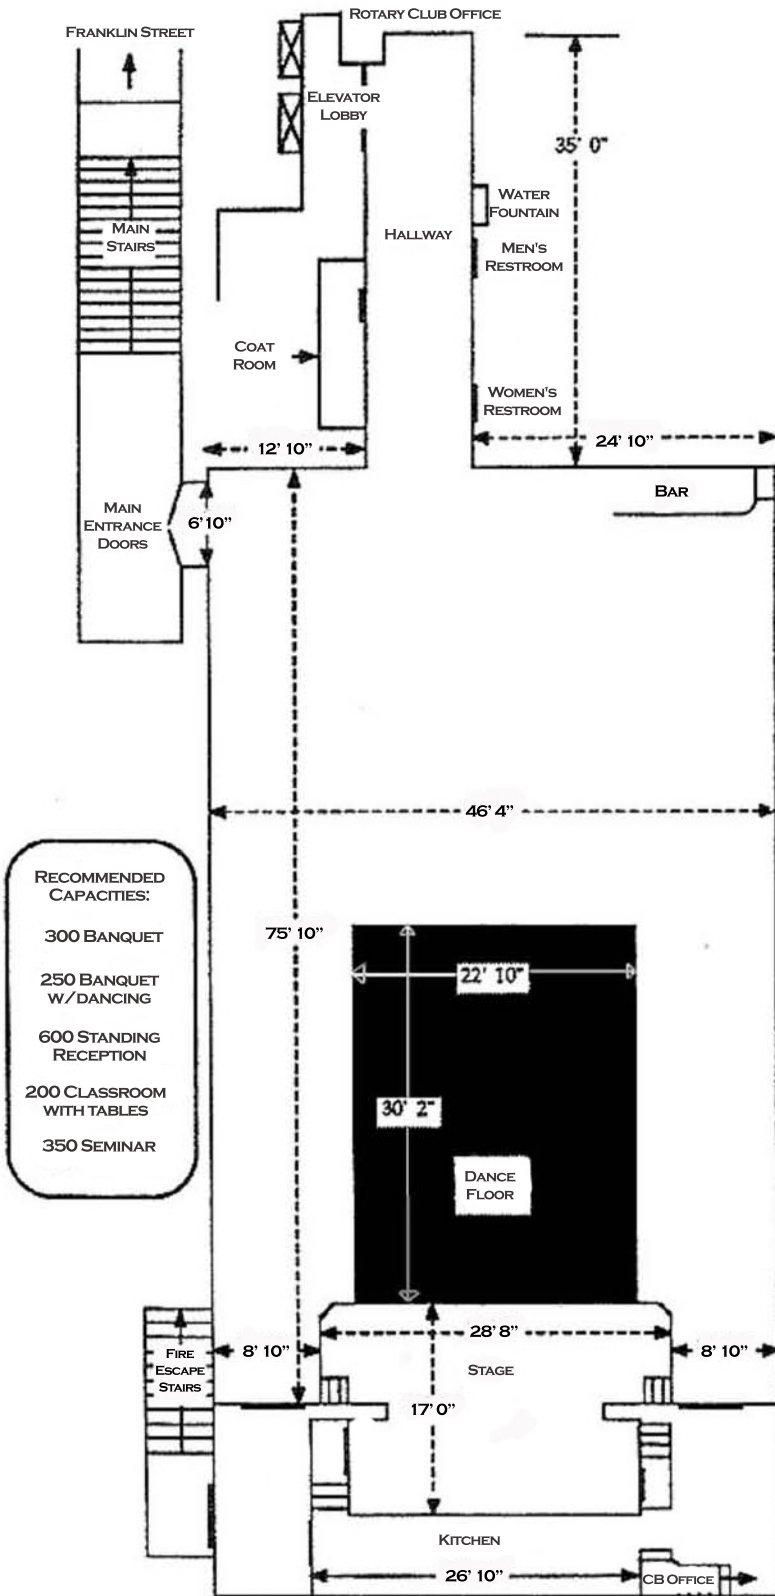 ROTARY CLUB OFFICE
FRANKLIN STREET
ELEVATOR
LOBBY
35' 0"
WATER
FOUNTAIN
MAIN
STAIRS
HALLWAY
MEN'S
RESTROOM
COAT
ROOM
WOMEN'S
RESTROOM
12' 10"
24' 10"
BAR
MAIN
ENTRANCE
DOORS
6'10"
46' 4"
RECOMMENDED
CAPACITIES:
300 BANQUET
250 BANQUET
W/DANCING
600 STANDING
RECEPTION
200 CLASSROOM
WITH TABLES
350 SEMINAR
75' 10"
22' 10"
30' 2"
DANCE
FLOOR
28' 8"
8' 10"
8' 10"
FIRE
ESCAPE
STAIRS
STAGE
17' 0"
KITCHEN
26' 10"
CB OFFICE